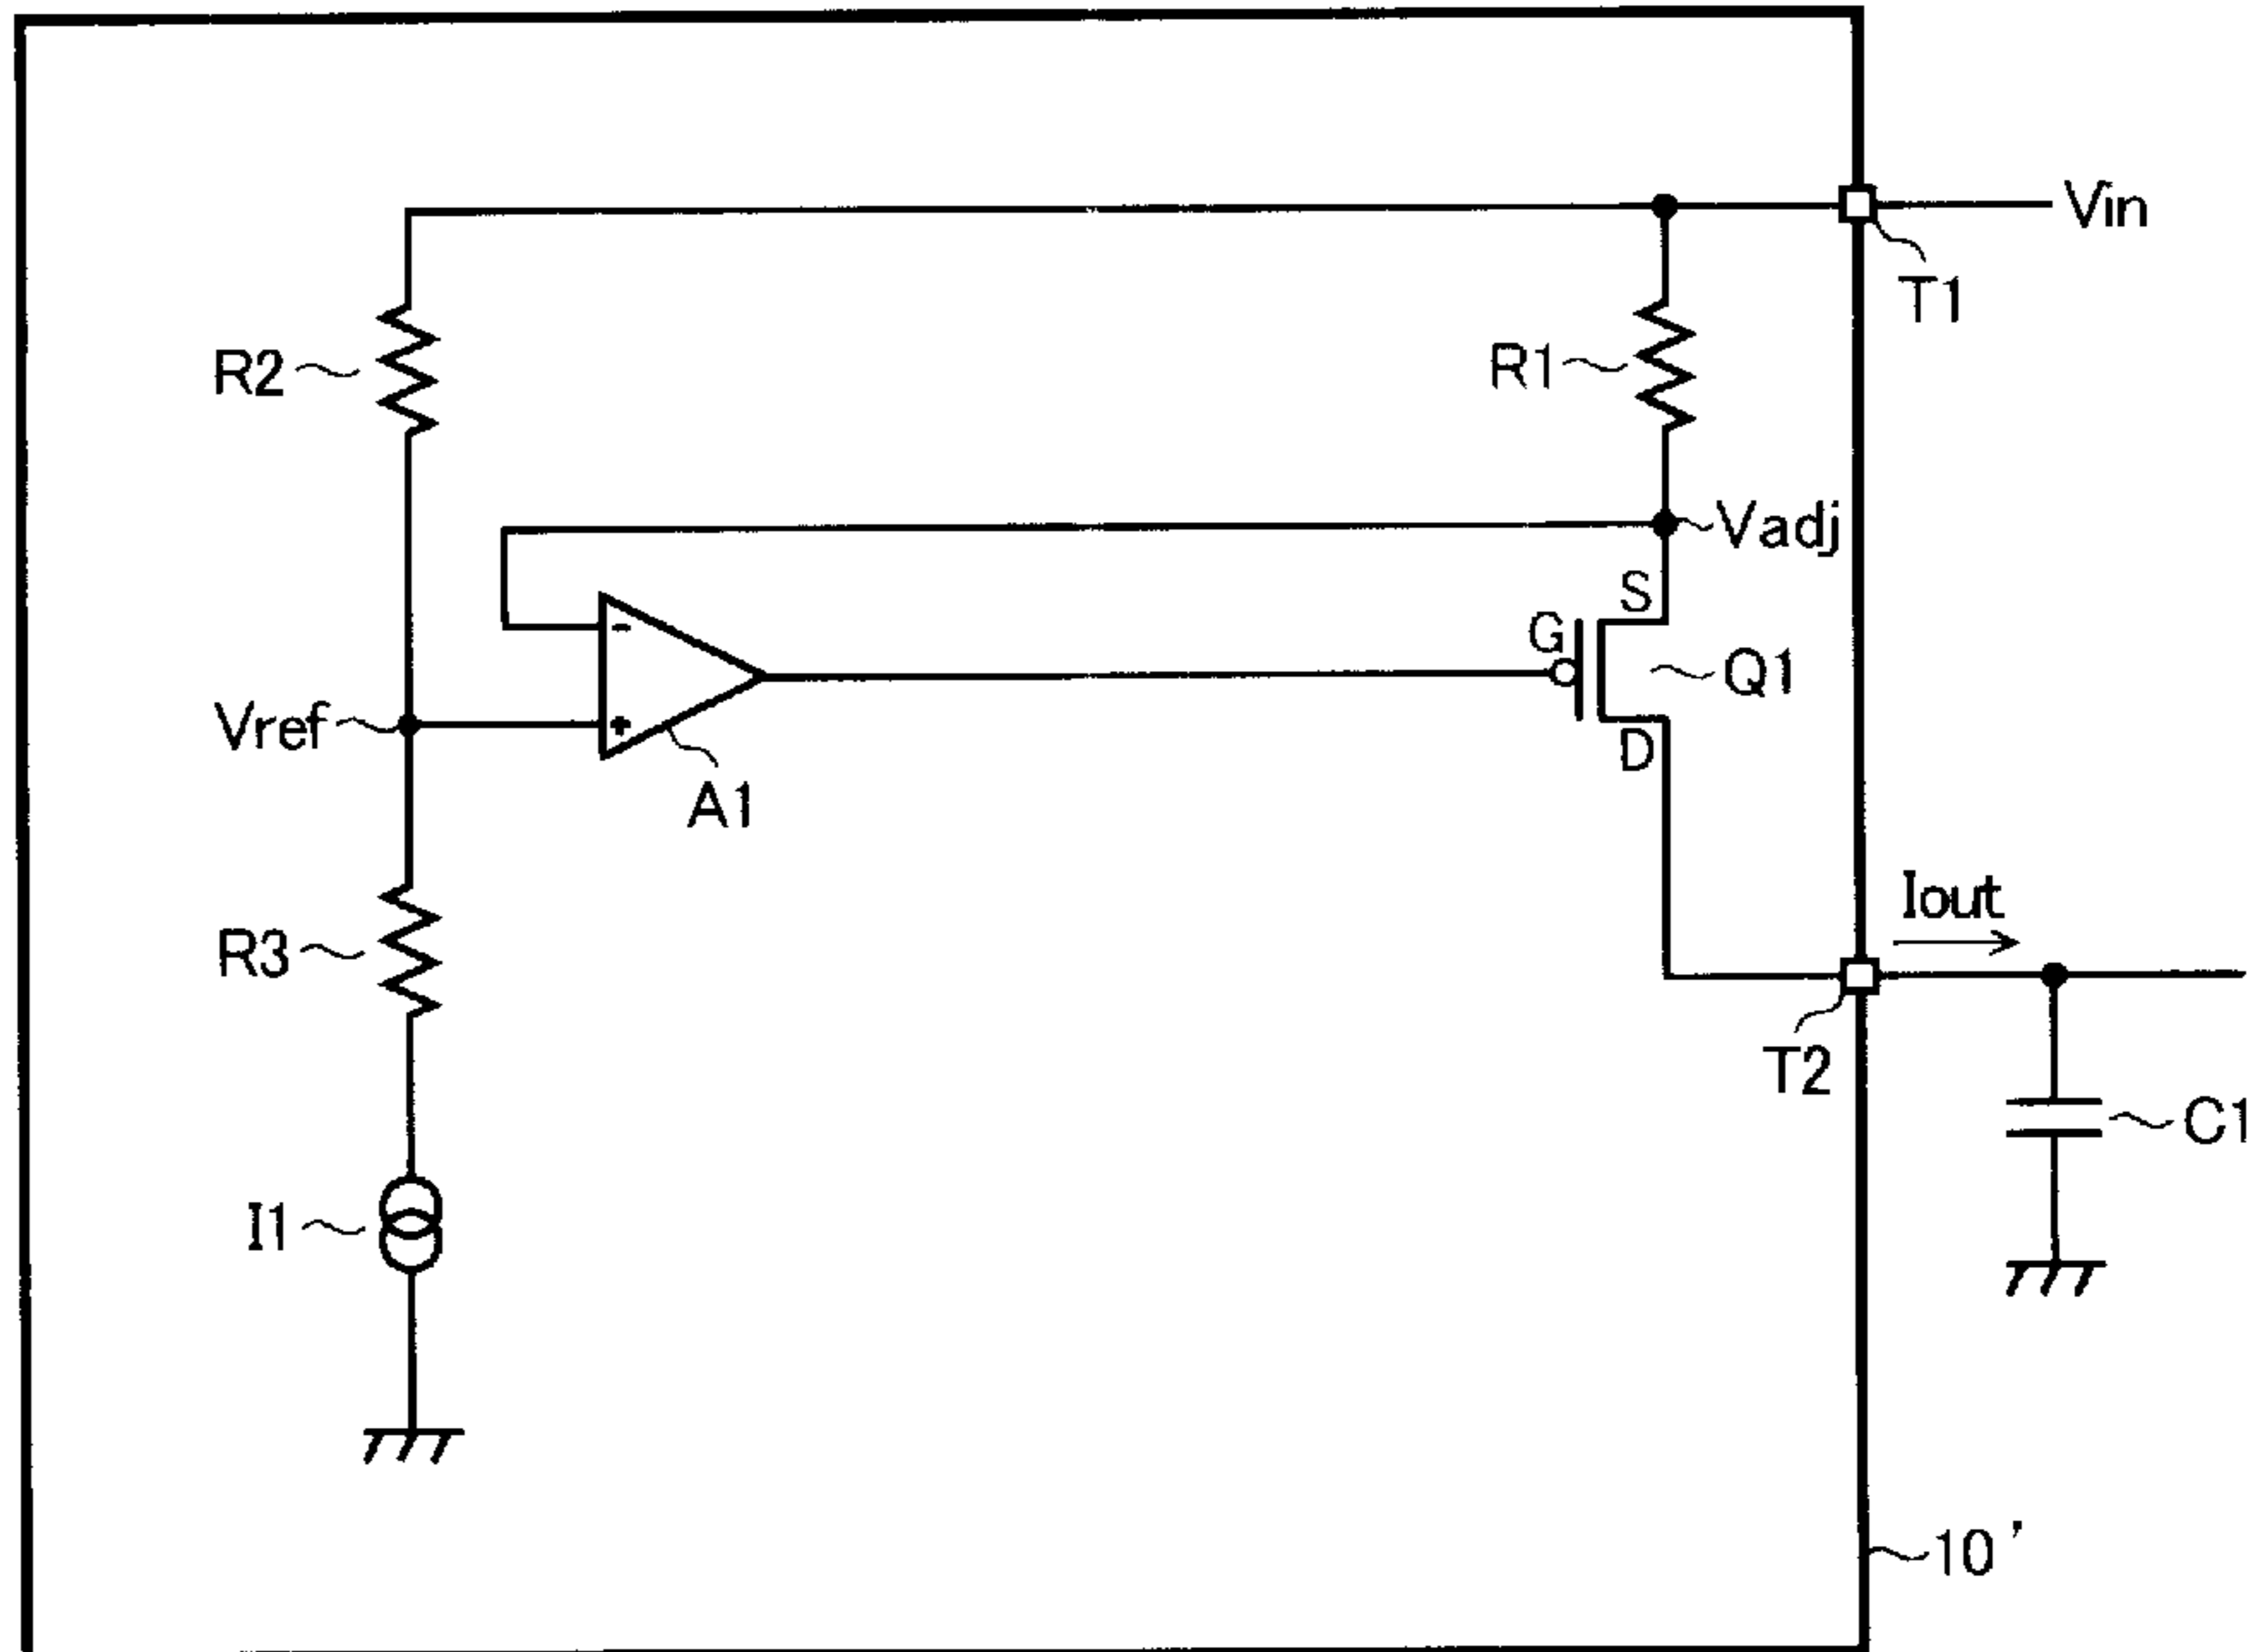 Vin
T1
R2
R1
Vadj
S
G
Q1
-
Vref
+
D
A1
Iout
R3
T2
C1
I1
10'